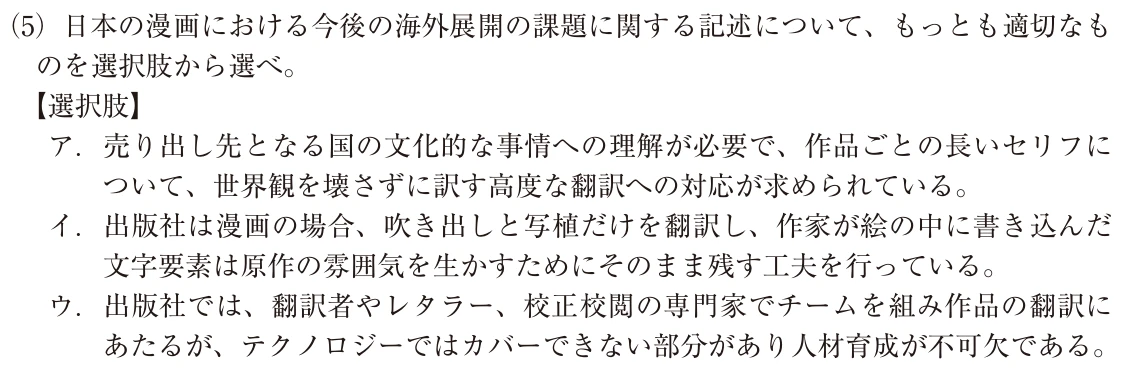 (5) 日本の漫画における今後の海外展開の課題に関する記述について、もっとも適切なも
のを選択肢から選べ。
【選択肢】
ア．売り出し先となる国の文化的な事情への理解が必要で、作品ごとの長いセリフに
ついて、世界観を壊さずに訳す高度な翻訳への対応が求められている。
イ．出版社は漫画の場合、吹き出しと写植だけを翻訳し、作家が絵の中に書き込んだ
文字要素は原作の雰囲気を生かすためにそのまま残す工夫を行っている。
ウ．出版社では、翻訳者やレタラー、校正校閲の専門家でチームを組み作品の翻訳に
あたるが、テクノロジーではカバーできない部分があり人材育成が不可欠である。